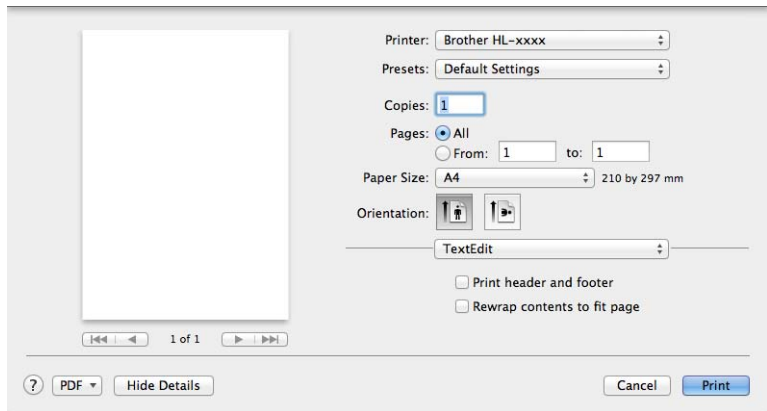 Printer: Brother HL-xxxx
Presets: Default Settings
Copies: 1
Pages: All
From: 1 to: 1
Paper Size: A4 210 by 297 mm
Orientation:
TextEdit
Print header and footer
Rewrap contents to fit page
1 of 1
? PDF Hide Details Cancel Print